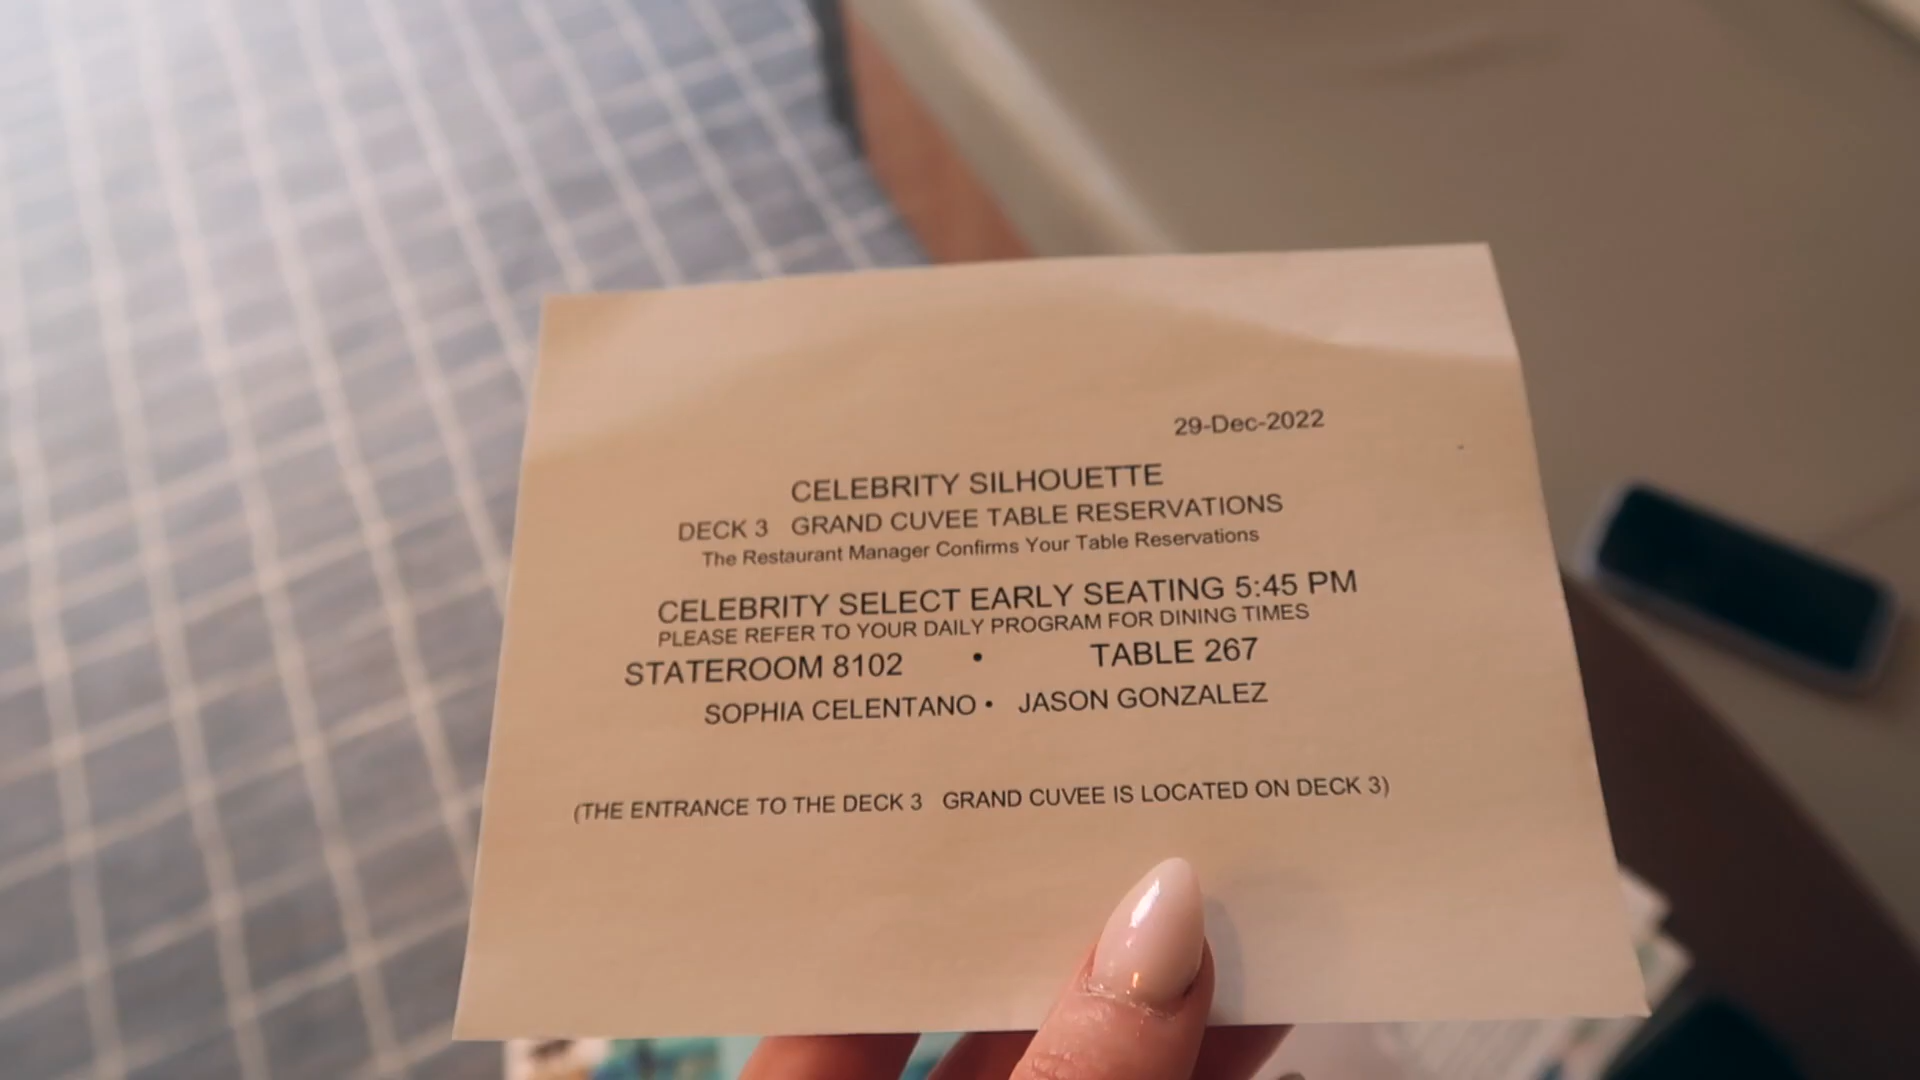 29-Dec-2022
CELEBRITY SILHOUETTE
DECK 3 GRAND CUVEE TABLE RESERVATIONS
The Restaurant Manager Confirms Your Table Reservations
CELEBRITY SELECT EARLY SEATING 5:45 PM
PLEASE REFER TO YOUR DAILY PROGRAM FOR DINING TIMES
STATEROOM 8102 • TABLE 267
SOPHIA CELENTANO • JASON GONZALEZ
(THE ENTRANCE TO THE DECK 3 GRAND CUVEE IS LOCATED ON DECK 3)